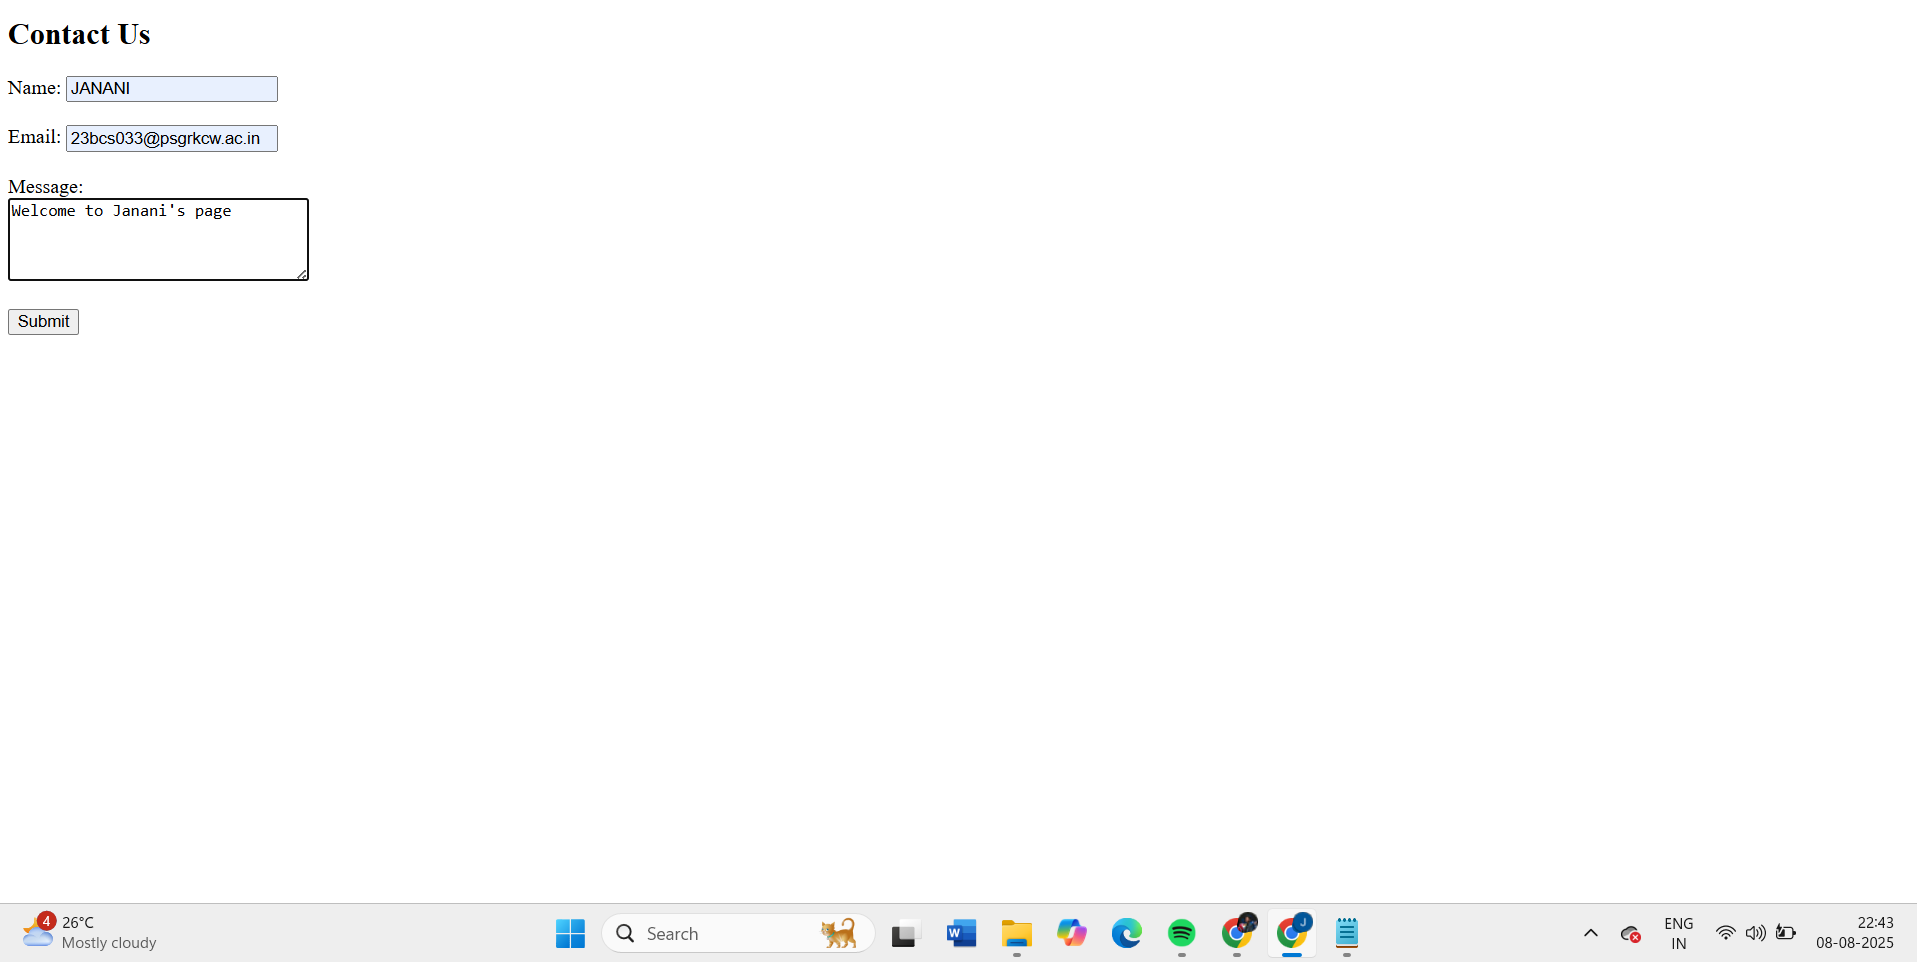 Contact Us
Name: JANANI
Email: 23bcs033@psgrkcw.ac.in
Message:
Welcome to Janani's page
Submit
4
26°C
Mostly cloudy
Search
W
J
ENG
IN
22:43
08-08-2025